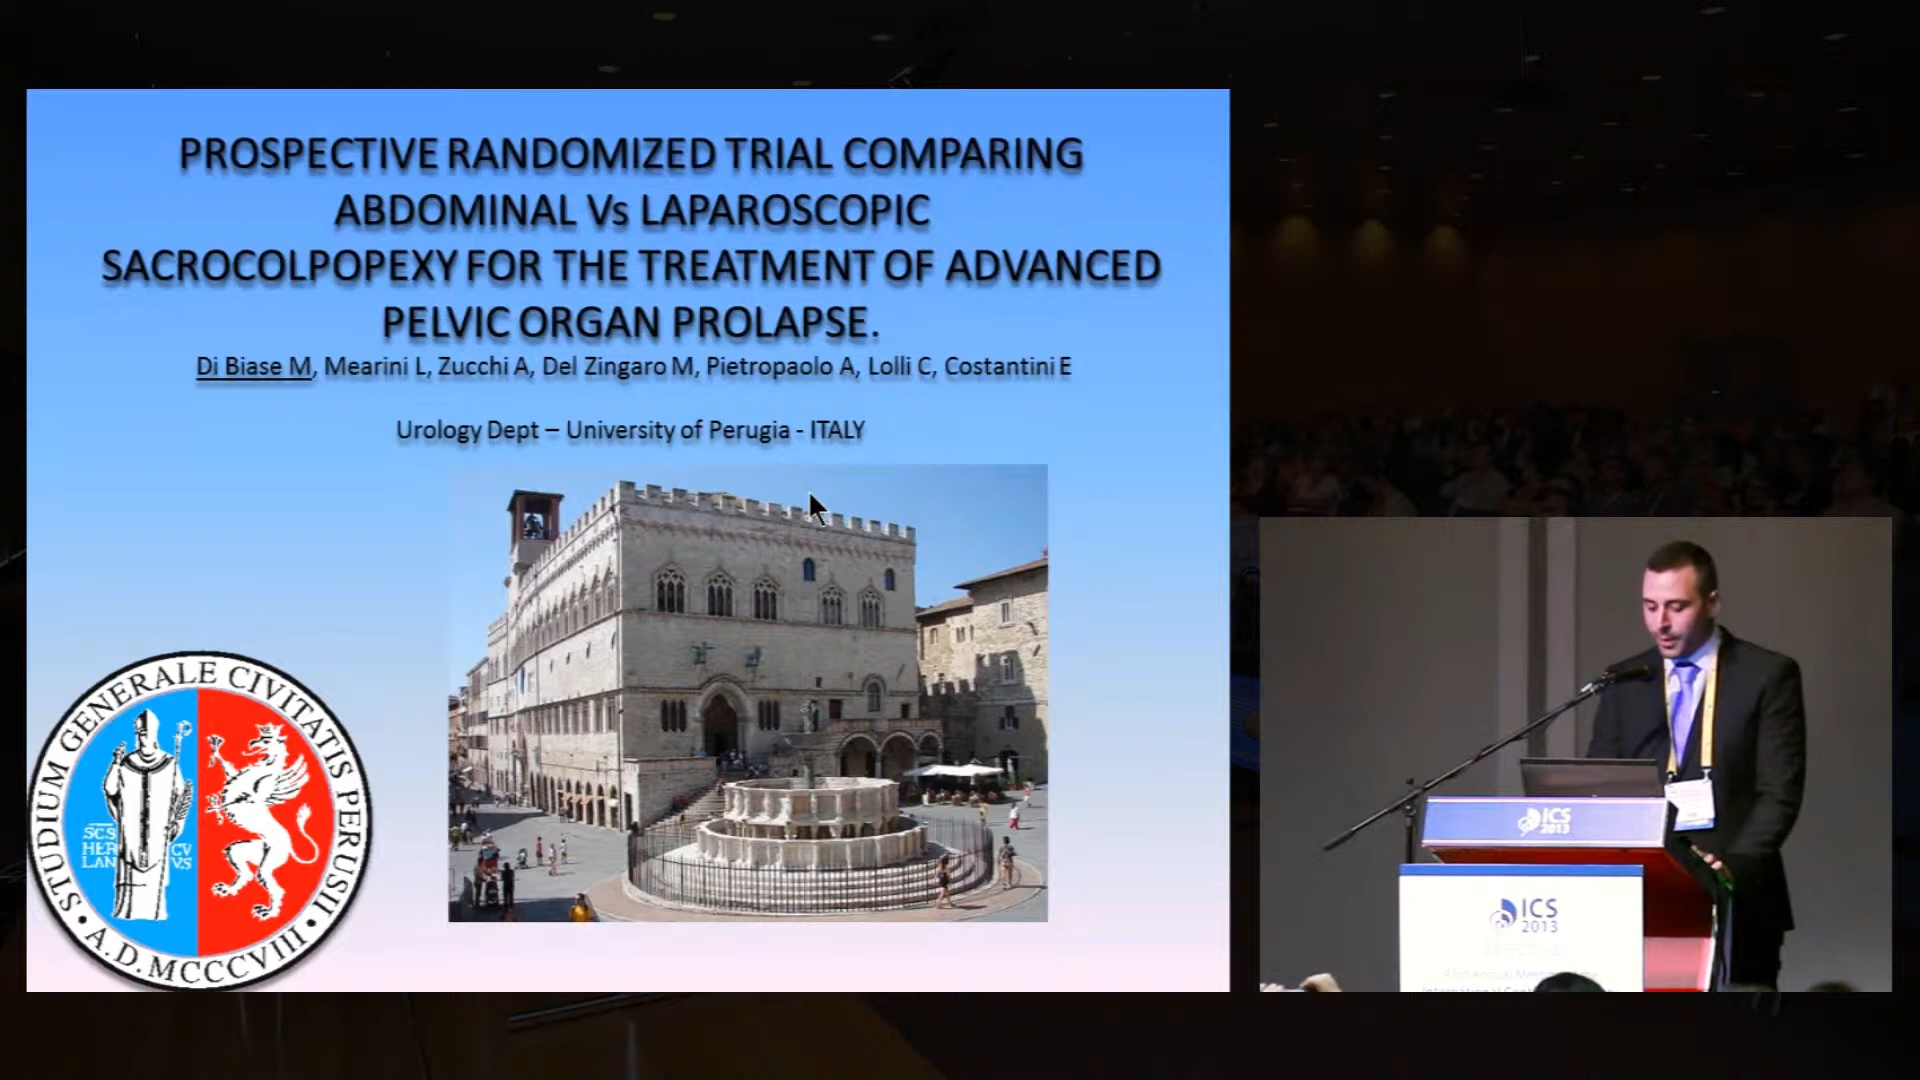 PROSPECTIVE RANDOMIZED TRIAL COMPARING
ABDOMINAL Vs LAPAROSCOPIC
SACROCOLPOPEXY FOR THE TREATMENT OF ADVANCED
PELVIC ORGAN PROLAPSE.
Di Biase M, Mearini L, Zucchi A, Del Zingaro M, Pietropaolo A, Lolli C, Costantini E
Urology Dept – University of Perugia - ITALY
STUDIUM GENERALE CIVITATIS PERUSII
• A.D. MCCCVIII •
SCS
HER
LAN
CV
VS
ICS
2013
ICS
2013